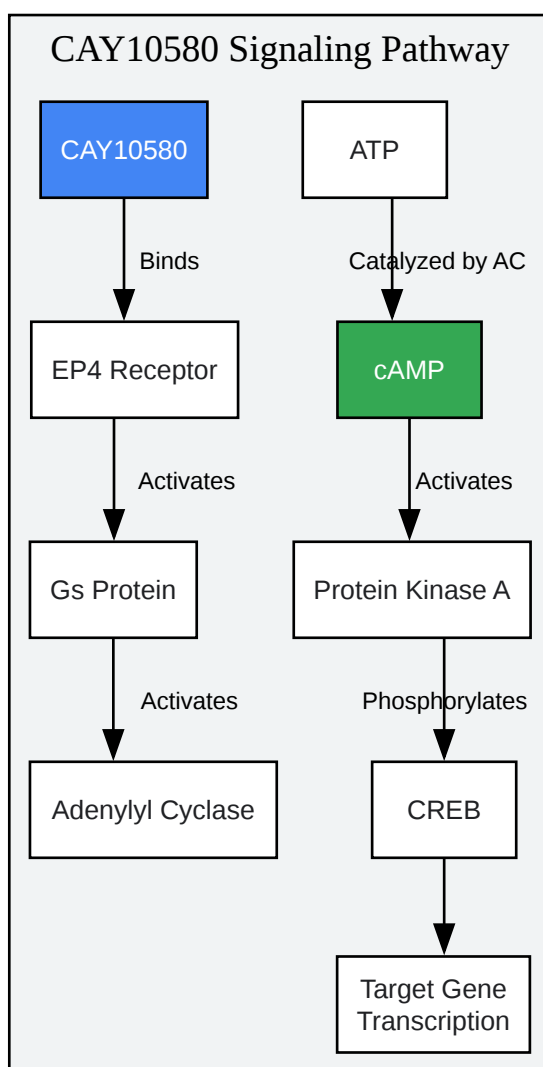 CAY10580 Signaling Pathway
CAY10580
ATP
Binds
Catalyzed by AC
EP4 Receptor
cAMP
Activates
Activates
Gs Protein
Protein Kinase A
Activates
Phosphorylates
Adenylyl Cyclase
CREB
Target Gene
Transcription